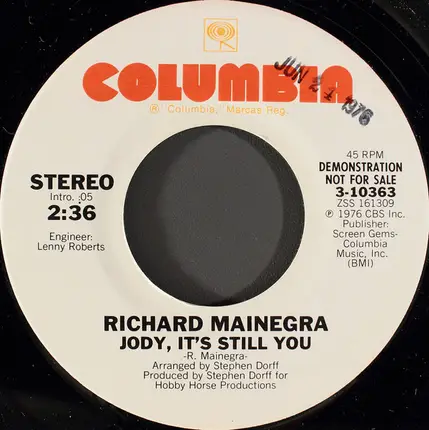 COLUMBIA
® Columbia, Marcas Reg.
JUN 24 1976
STEREO
Intro. :05
2:36
Engineer:
Lenny Roberts
45 RPM
DEMONSTRATION
NOT FOR SALE
3-10363
ZSS 161309
℗ 1976 CBS Inc.
Publisher:
Screen Gems-
Columbia
Music, Inc.
(BMI)
RICHARD MAINEGRA
JODY, IT'S STILL YOU
-R. Mainegra-
Arranged by Stephen Dorff
Produced by Stephen Dorff for
Hobby Horse Productions